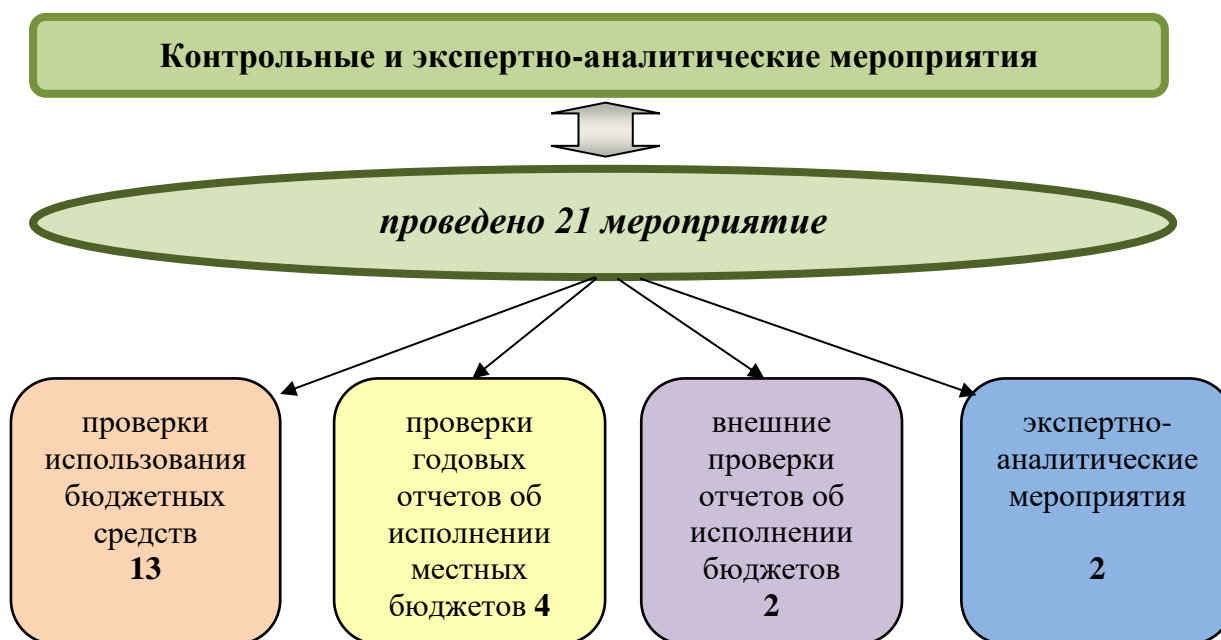 Контрольные и экспертно-аналитические мероприятия
проведено 21 мероприятие
проверки
использования
бюджетных
средств
13
проверки
годовых
отчетов об
исполнении
местных
бюджетов 4
внешние
проверки
отчетов об
исполнении
бюджетов
2
экспертно-
аналитические
мероприятия
2